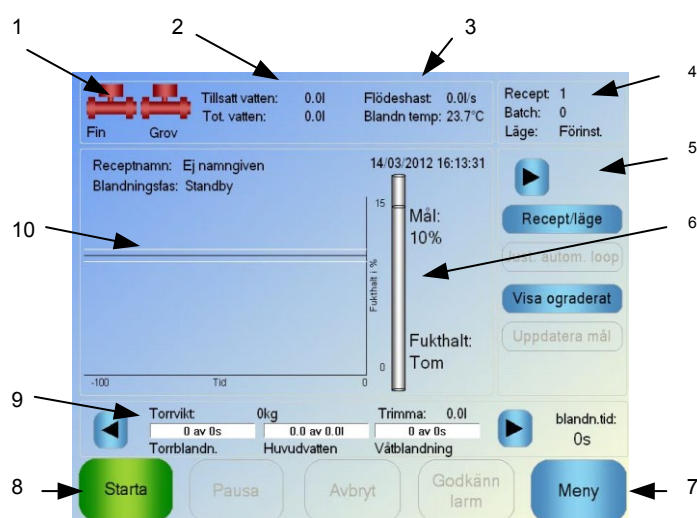 1
2
3
4
Tillsatt vatten: 0.0l
Flödeshast: 0.0l/s
Recept: 1
Tot. vatten: 0.0l
Blandn temp: 23.7°C
Batch: 0
Fin
Grov
Läge: Förinst.
5
Receptnamn: Ej namngiven
14/03/2012 16:13:31
Blandningsfas: Standby
15
Mål:
10%
Recept/läge
6
10
Just. autom. loop
Fukthalt i %
Visa ograderat
Fukthalt:
Tom
Uppdatera mål
0
-100
Tid
0
9
Torrvikt: 0kg
Trimma: 0.0l
blandn.tid:
0 av 0s
0.0 av 0.0l
0 av 0s
0s
Torrblandn.
Huvudvatten
Våtblandning
8
Starta
Pausa
Avbryt
Godkänn
larm
Meny
7